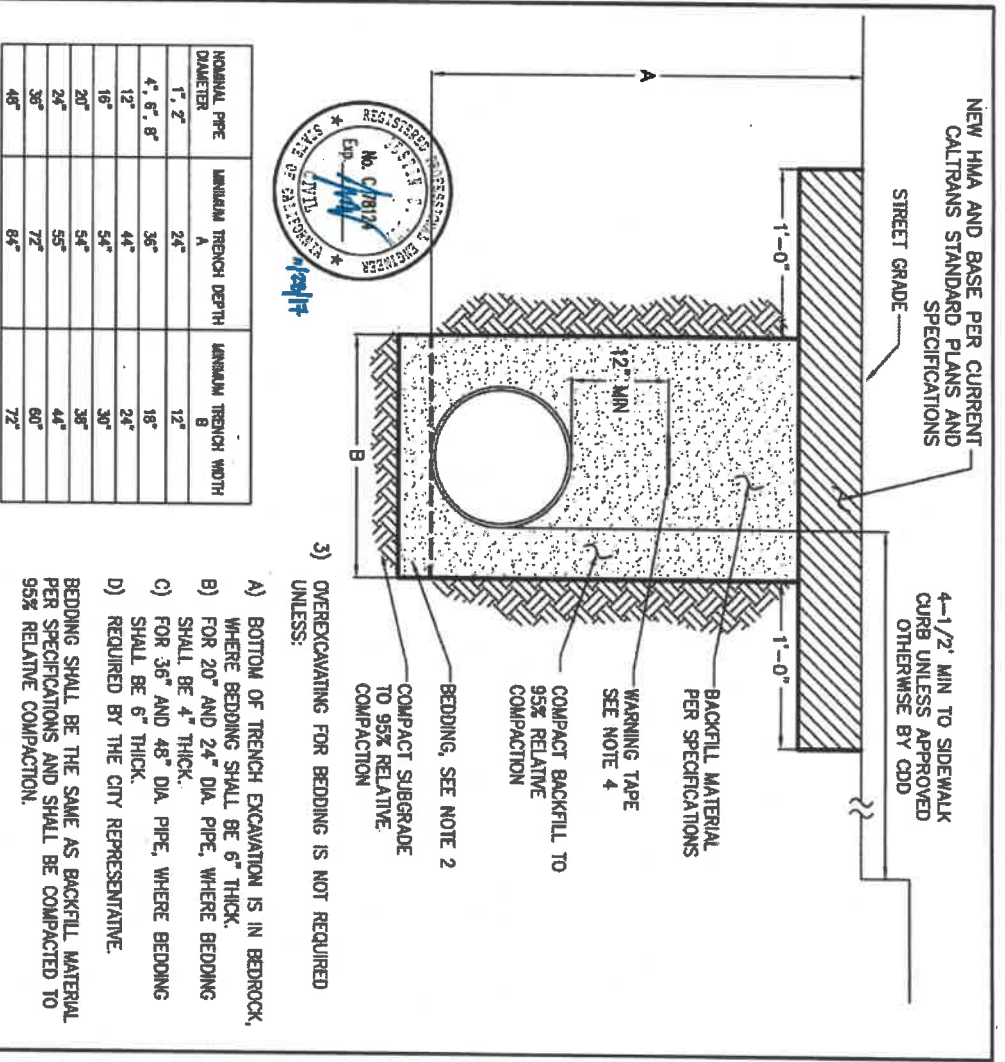 NEW HMA AND BASE PER CURRENT
CALTRANS STANDARD PLANS AND
SPECIFICATIONS
STREET GRADE
4-1/2' MIN TO SIDEWALK
CURB UNLESS APPROVED
OTHERWISE BY CDD
1'-0"
1'-0"
A
12" MIN
B
BACKFILL MATERIAL
PER SPECIFICATIONS
WARNING TAPE
SEE NOTE 4
COMPACT BACKFILL TO
95% RELATIVE
COMPACTION
BEDDING, SEE NOTE 2
COMPACT SUBGRADE
TO 95% RELATIVE
COMPACTION
REGISTERED PROFESSIONAL ENGINEER
No. C 78124
Exp.
CIVIL
STATE OF CALIFORNIA
NOMINAL PIPE DIAMETER MINIMUM TRENCH DEPTH A MINIMUM TRENCH WIDTH B
1", 2" 24" 12"
4", 6", 8" 36" 18"
12" 44" 24"
16" 54" 30"
20" 54" 38"
24" 55" 44"
36" 72" 60"
48" 84" 72"
3) OVEREXCAVATING FOR BEDDING IS NOT REQUIRED
UNLESS:
A) BOTTOM OF TRENCH EXCAVATION IS IN BEDROCK,
WHERE BEDDING SHALL BE 6" THICK.
B) FOR 20" AND 24" DIA. PIPE, WHERE BEDDING
SHALL BE 4" THICK.
C) FOR 36" AND 48" DIA. PIPE, WHERE BEDDING
SHALL BE 6" THICK.
D) REQUIRED BY THE CITY REPRESENTATIVE.
BEDDING SHALL BE THE SAME AS BACKFILL MATERIAL
PER SPECIFICATIONS AND SHALL BE COMPACTED TO
95% RELATIVE COMPACTION.